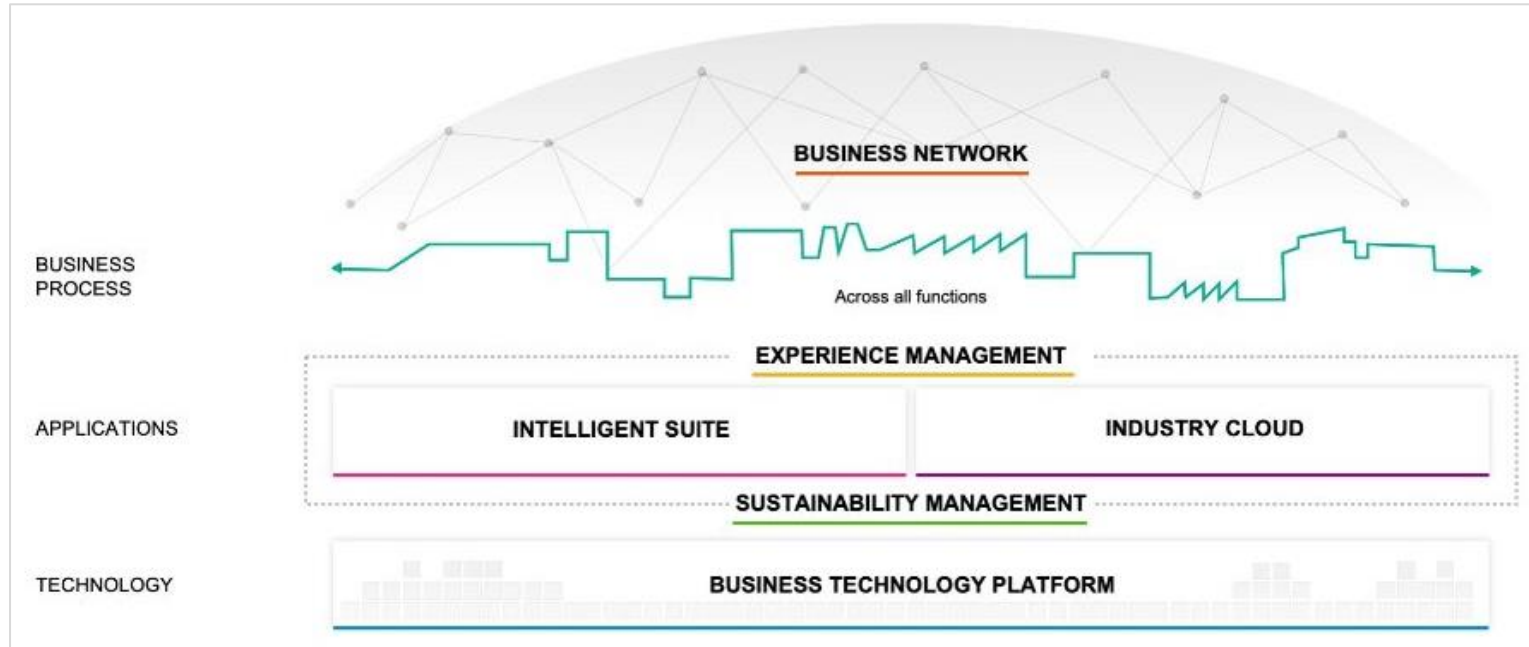 BUSINESS NETWORK
BUSINESS
PROCESS
Across all functions
EXPERIENCE MANAGEMENT
APPLICATIONS
INTELLIGENT SUITE
INDUSTRY CLOUD
SUSTAINABILITY MANAGEMENT
TECHNOLOGY
BUSINESS TECHNOLOGY PLATFORM